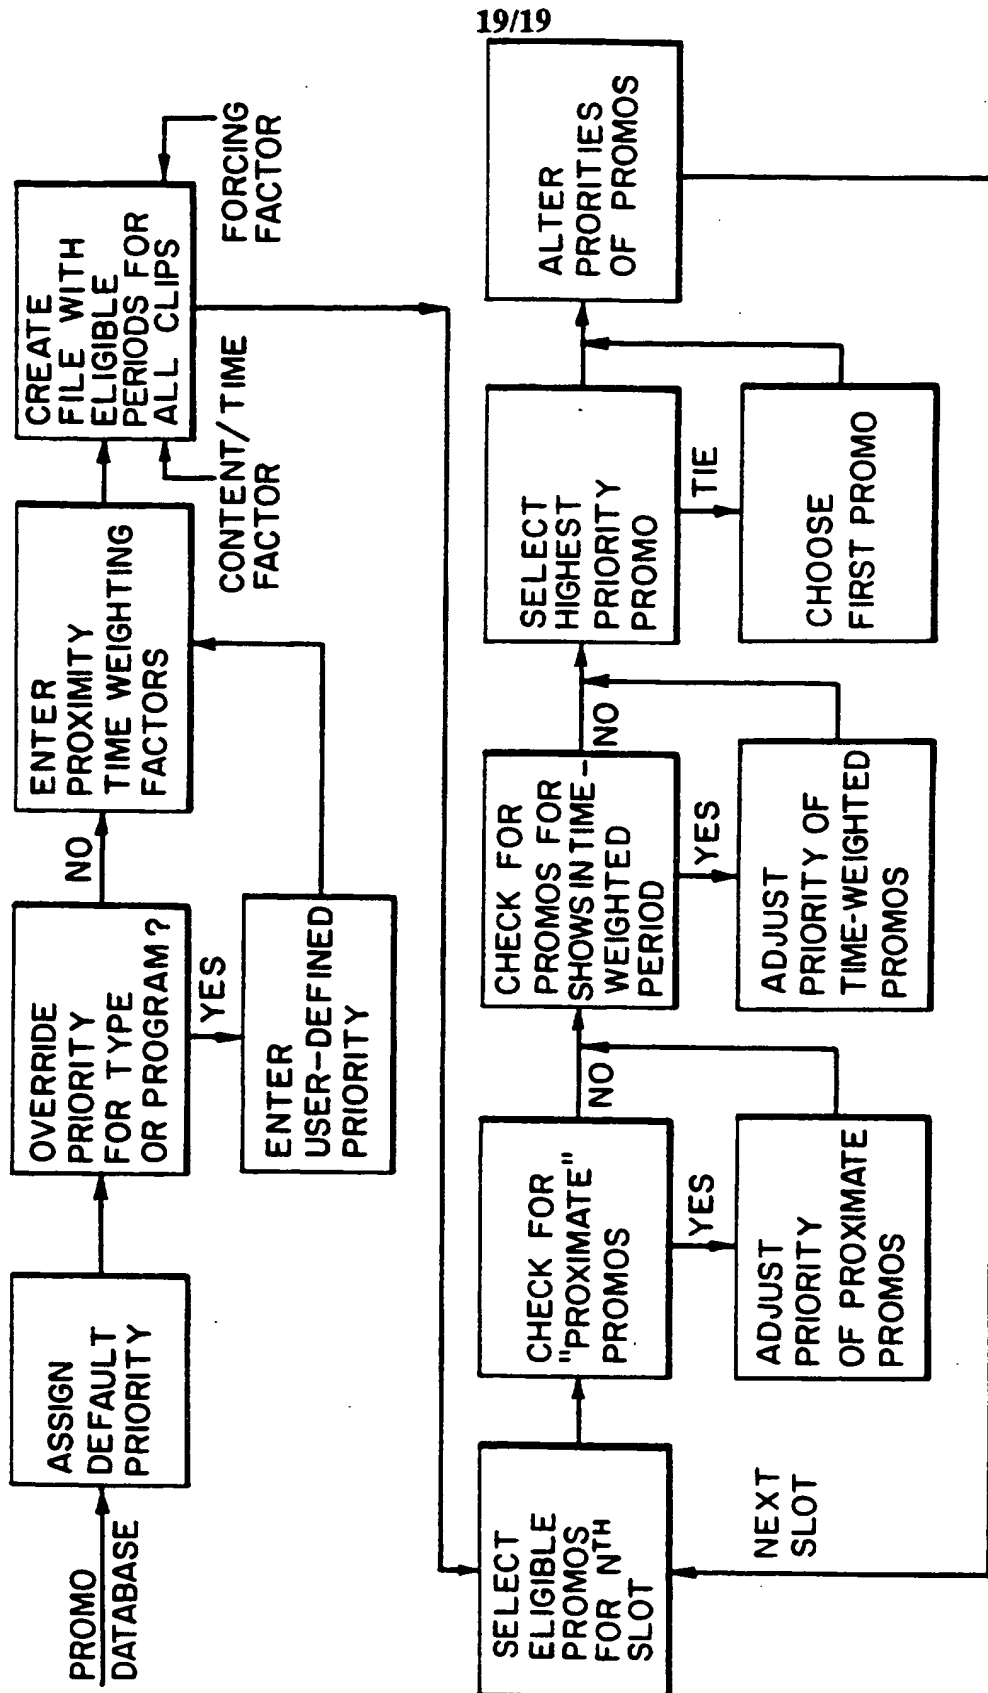 19/19
PROMO
DATABASE
ASSIGN
DEFAULT
PRIORITY
OVERRIDE
PRIORITY
FOR TYPE
OR PROGRAM?
NO
YES
ENTER
USER-DEFINED
PRIORITY
ENTER
PROXIMITY
TIME WEIGHTING
FACTORS
CREATE
FILE WITH
ELIGIBLE
PERIODS FOR
ALL CLIPS
CONTENT/TIME
FACTOR
FORCING
FACTOR
SELECT
ELIGIBLE
PROMOS
FOR NTH
SLOT
NEXT
SLOT
CHECK FOR
"PROXIMATE"
PROMOS
NO
YES
ADJUST
PRIORITY
OF PROXIMATE
PROMOS
CHECK FOR
PROMOS FOR
SHOWS IN TIME-
WEIGHTED
PERIOD
NO
YES
ADJUST
PRIORITY OF
TIME-WEIGHTED
PROMOS
SELECT
HIGHEST
PRIORITY
PROMO
TIE
CHOOSE
FIRST PROMO
ALTER
PRORITIES
OF PROMOS